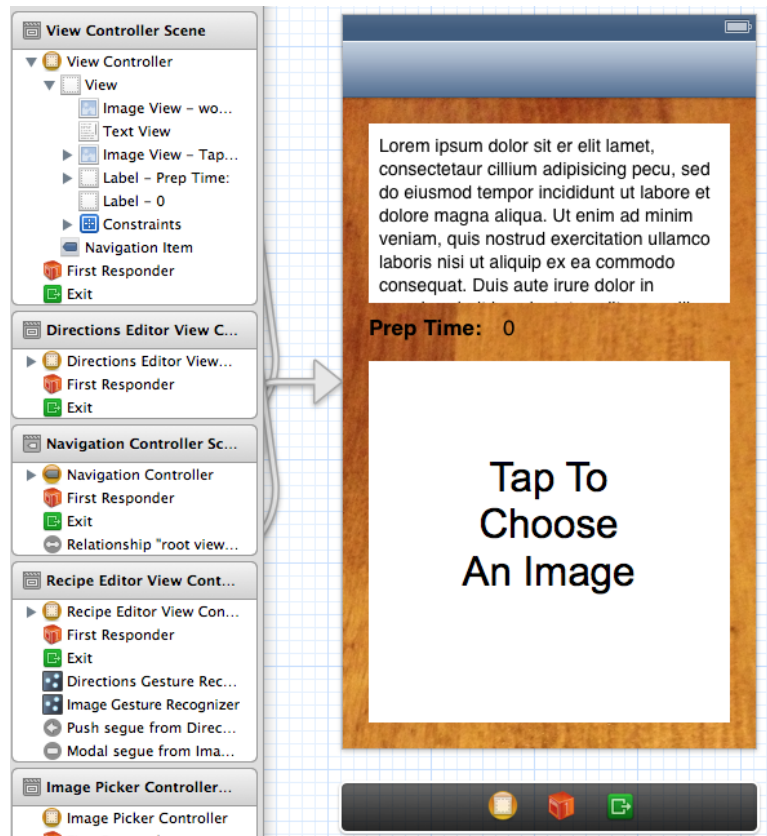 View Controller Scene
View Controller
View
Image View – wo...
Text View
Image View – Tap...
Label – Prep Time:
Label – 0
Constraints
Navigation Item
First Responder
Exit
Directions Editor View C...
Directions Editor View...
First Responder
Exit
Navigation Controller Sc...
Navigation Controller
First Responder
Exit
Relationship "root view...
Recipe Editor View Cont...
Recipe Editor View Con...
First Responder
Exit
Directions Gesture Rec...
Image Gesture Recognizer
Push segue from Direc...
Modal segue from Ima...
Image Picker Controller...
Image Picker Controller
Lorem ipsum dolor sit er elit lamet,
consectetaur cillium adipisicing pecu, sed
do eiusmod tempor incididunt ut labore et
dolore magna aliqua. Ut enim ad minim
veniam, quis nostrud exercitation ullamco
laboris nisi ut aliquip ex ea commodo
consequat. Duis aute irure dolor in
Prep Time: 0
Tap To
Choose
An Image